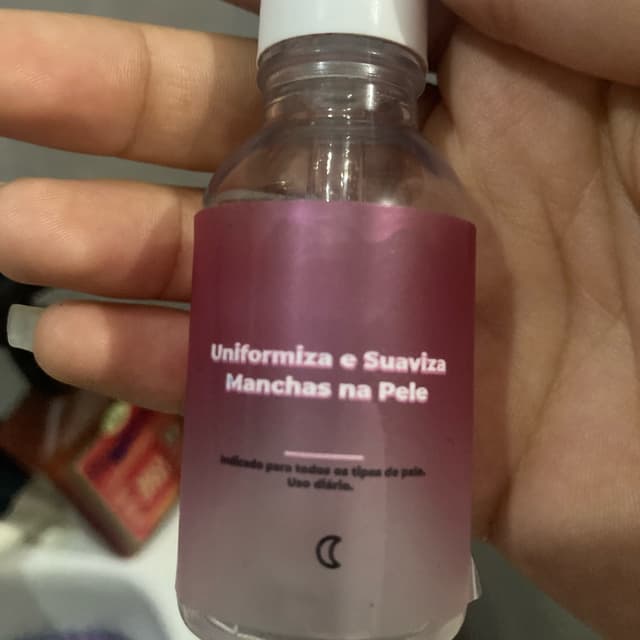 Uniformiza e Suaviza
Manchas na Pele
Indicado para todos os tipos de pele.
Uso diário.